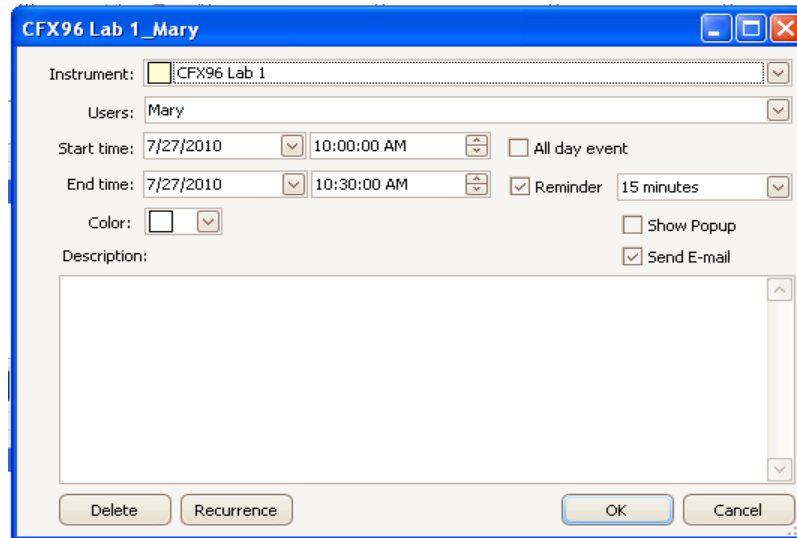 CFX96 Lab 1_Mary
Instrument: CFX96 Lab 1
Users: Mary
Start time: 7/27/2010 10:00:00 AM All day event
End time: 7/27/2010 10:30:00 AM Reminder 15 minutes
Color: Show Popup
Description: Send E-mail
Delete Recurrence OK Cancel